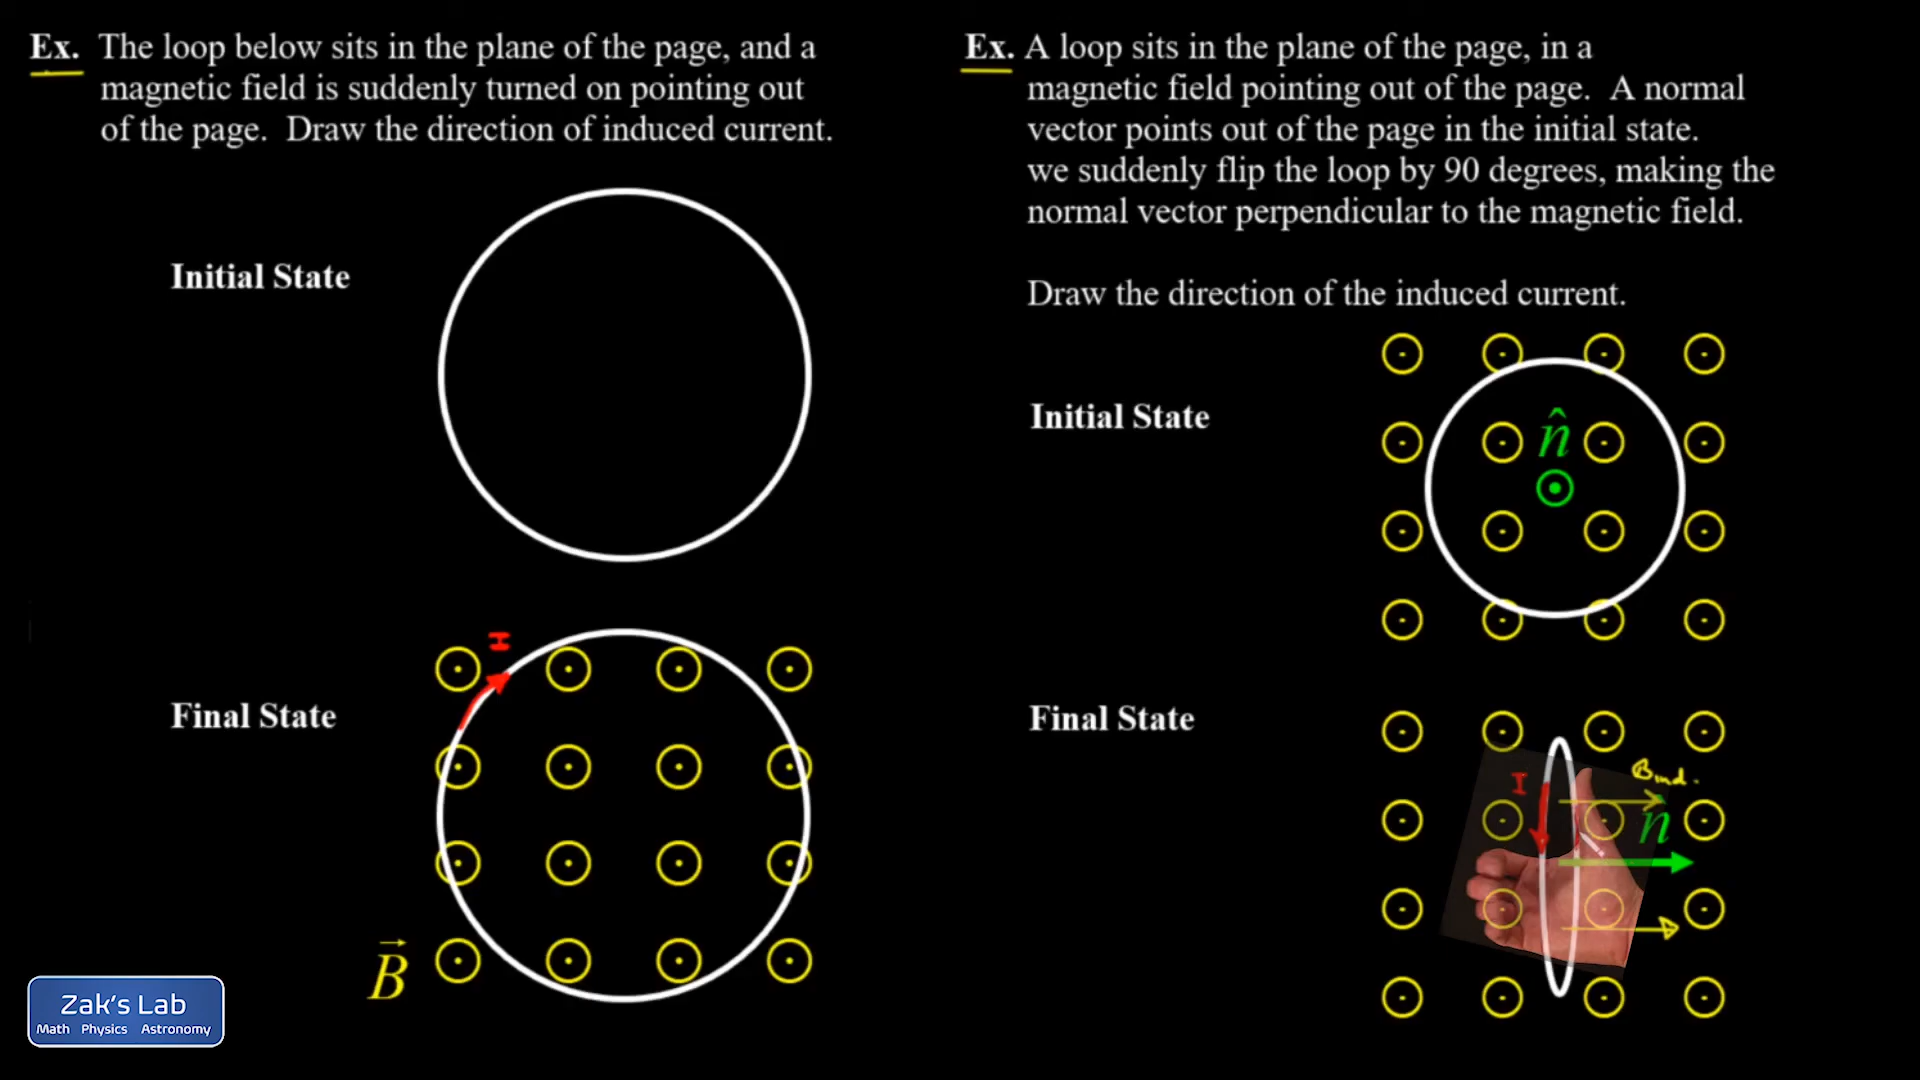 Ex. The loop below sits in the plane of the page, and a
magnetic field is suddenly turned on pointing out
of the page. Draw the direction of induced current.
Initial State
I
Final State
B
Zak's Lab
Math Physics Astronomy
Ex. A loop sits in the plane of the page, in a
magnetic field pointing out of the page. A normal
vector points out of the page in the initial state.
we suddenly flip the loop by 90 degrees, making the
normal vector perpendicular to the magnetic field.
Draw the direction of the induced current.
Initial State
n̂
Final State
I
Bind.
n̂